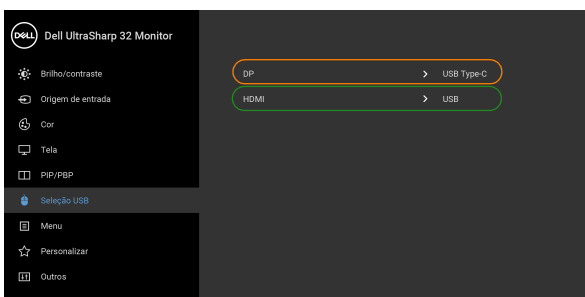 DELL
Dell UltraSharp 32 Monitor
Brilho/contraste
Origem de entrada
Cor
Tela
PIP/PBP
Seleção USB
Menu
Personalizar
Outros
DP > USB Type-C
HDMI > USB